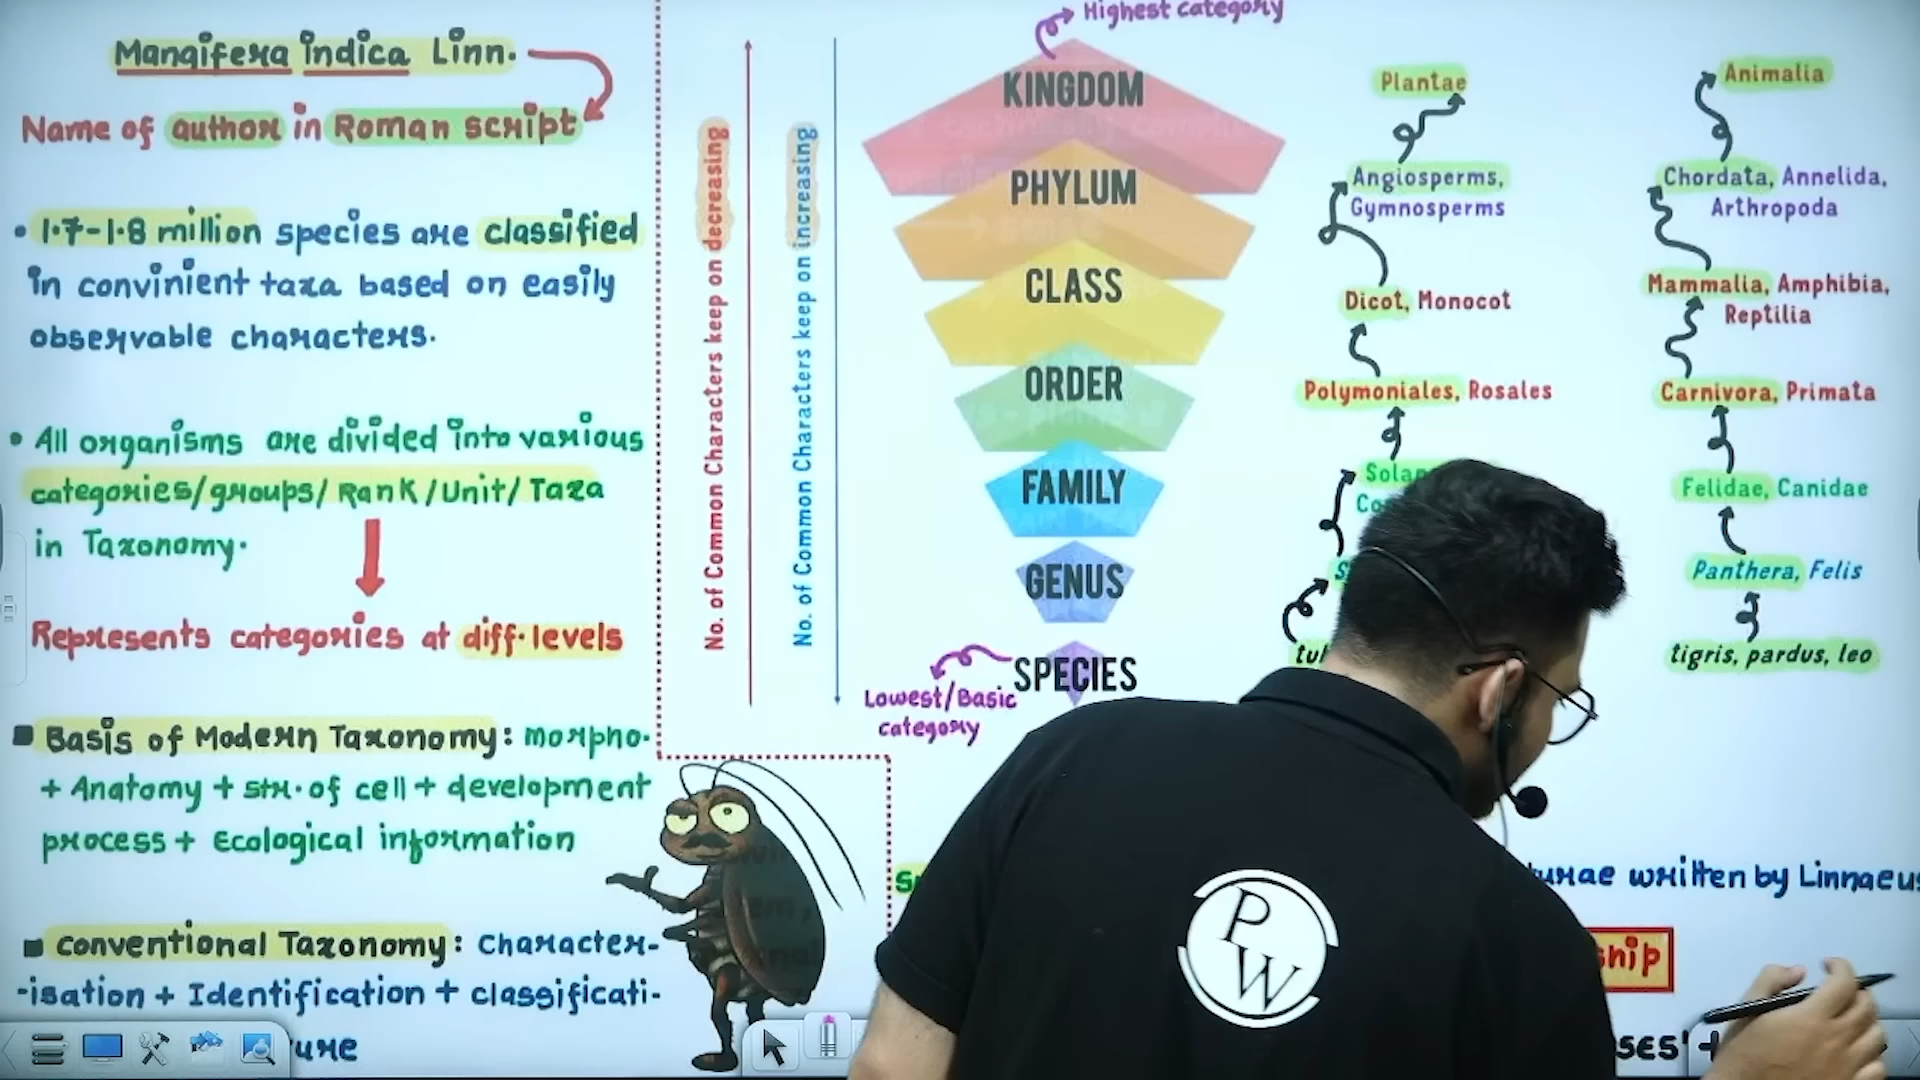 Mangifera indica Linn.
Name of author in Roman script
• 1.7-1.8 million species are classified
in convinient taxa based on easily
observable characters.
• All organisms are divided into various
categories/groups/Rank/Unit/Taxa
in Taxonomy.
Represents categories at diff. levels
Basis of Modern Taxonomy: morpho.
+ Anatomy + str. of cell + development
process + Ecological information
Conventional Taxonomy: Character-
-isation + Identification + classificati-
ure
No. of Common Characters keep on decreasing
No. of Common Characters keep on increasing
Highest category
KINGDOM
PHYLUM
CLASS
ORDER
FAMILY
GENUS
SPECIES
Lowest/Basic
category
Plantae
Angiosperms,
Gymnosperms
Dicot, Monocot
Polymoniales, Rosales
Solan
Co
S
tu
Animalia
Chordata, Annelida,
Arthropoda
Mammalia, Amphibia,
Reptilia
Carnivora, Primata
Felidae, Canidae
Panthera, Felis
tigris, pardus, leo
S
urae written by Linnaeus
ship
ses' +
PW